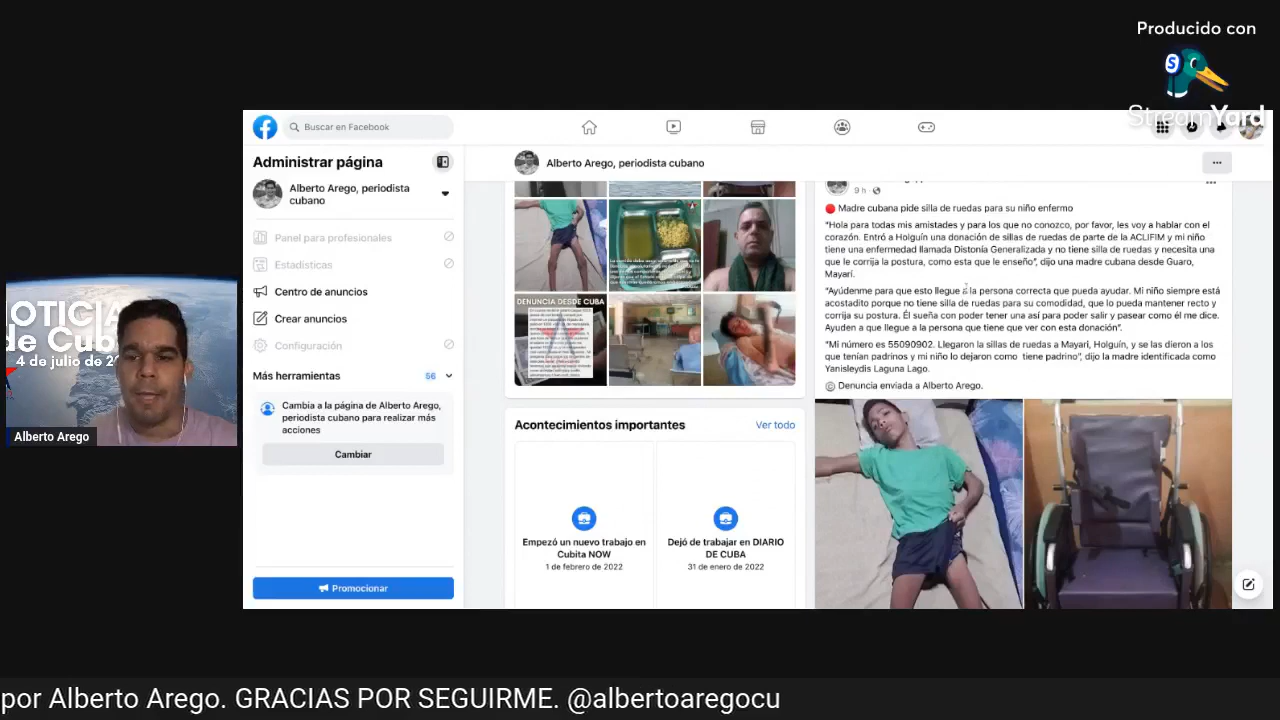 Producido con
StreamYard
Buscar en Facebook
Administrar página
Alberto Arego, periodista
cubano
Panel para profesionales
Estadísticas
Centro de anuncios
Crear anuncios
Configuración
Más herramientas
56
Cambia a la página de Alberto Arego,
periodista cubano para realizar más
acciones
Cambiar
Promocionar
Alberto Arego, periodista cubano
DENUNCIA DESDE CUBA
Acontecimientos importantes
Ver todo
Empezó un nuevo trabajo en
Cubita NOW
1 de febrero de 2022
Dejó de trabajar en DIARIO
DE CUBA
31 de enero de 2022
9 h
Madre cubana pide silla de ruedas para su niño enfermo
"Hola para todas mis amistades y para los que no conozco, por favor, les voy a hablar con el
corazón. Entró a Holguín una donación de sillas de ruedas de parte de la ACLIFIM y mi niño
tiene una enfermedad llamada Distonía Generalizada y no tiene silla de ruedas y necesita una
que le corrija la postura, como esta que le enseño", dijo una madre cubana desde Guaro,
Mayarí.
"Ayúdenme para que esto llegue a la persona correcta que pueda ayudar. Mi niño siempre está
acostadito porque no tiene silla de ruedas para su comodidad, que lo pueda mantener recto y
corrija su postura. Él sueña con poder tener una así para poder salir y pasear como él me dice.
Ayuden a que llegue a la persona que tiene que ver con esta donación".
"Mi número es 55090902. Llegaron la sillas de ruedas a Mayarí, Holguín, y se las dieron a los
que tenían padrinos y mi niño lo dejaron como tiene padrino", dijo la madre identificada como
Yanisleydis Laguna Lago.
Denuncia enviada a Alberto Arego.
OTICIA
de Cub
4 de julio de 2
Alberto Arego
por Alberto Arego. GRACIAS POR SEGUIRME. @albertoaregocu